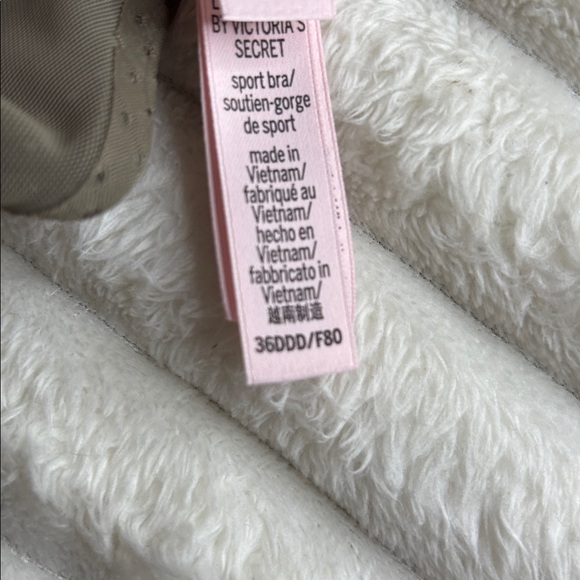 BY VICTORIA'S
SECRET
sport bra/
soutien-gorge
de sport
made in
Vietnam/
fabriqué au
Vietnam/
hecho en
Vietnam/
fabbricato in
Vietnam/
越南制造
36DDD/F80